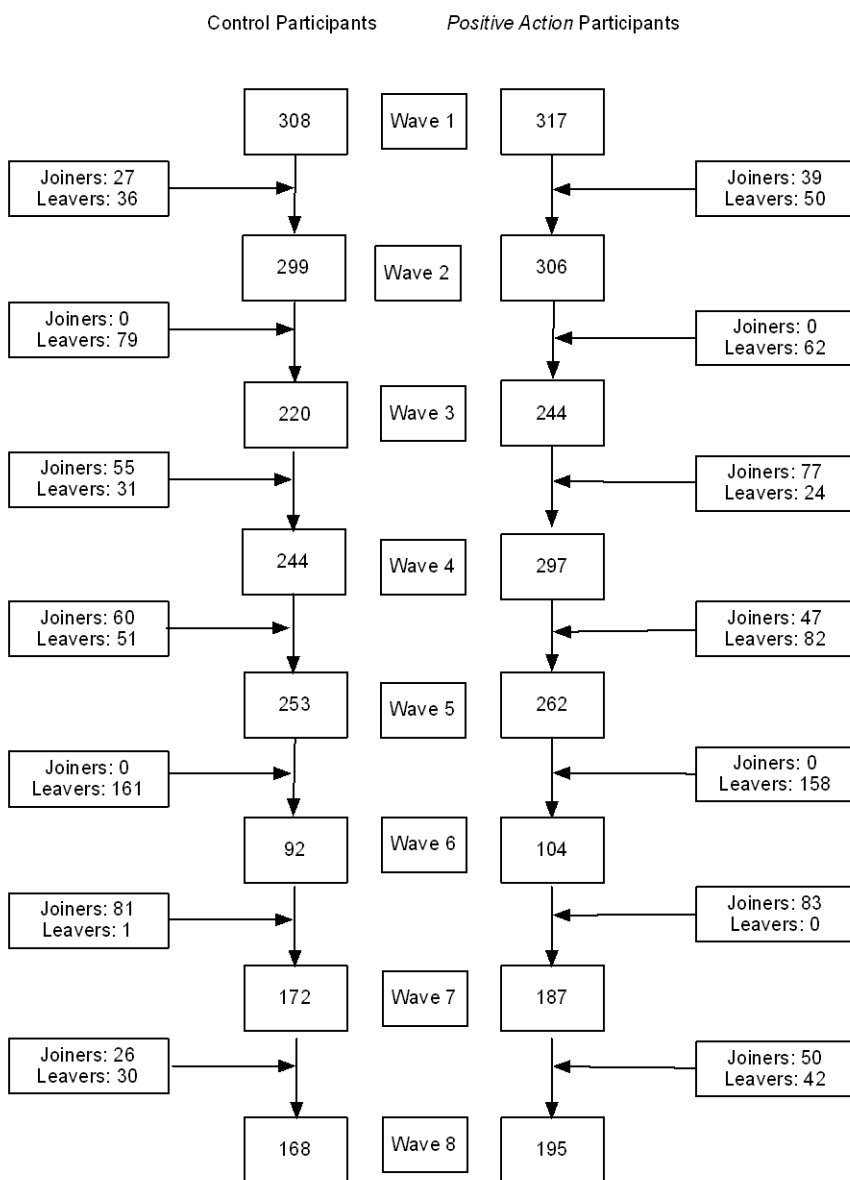 Control Participants Positive Action Participants
308 Wave 1 317
Joiners: 27 Joiners: 39
Leavers: 36 Leavers: 50
299 Wave 2 306
Joiners: 0 Joiners: 0
Leavers: 79 Leavers: 62
220 Wave 3 244
Joiners: 55 Joiners: 77
Leavers: 31 Leavers: 24
244 Wave 4 297
Joiners: 60 Joiners: 47
Leavers: 51 Leavers: 82
253 Wave 5 262
Joiners: 0 Joiners: 0
Leavers: 161 Leavers: 158
92 Wave 6 104
Joiners: 81 Joiners: 83
Leavers: 1 Leavers: 0
172 Wave 7 187
Joiners: 26 Joiners: 50
Leavers: 30 Leavers: 42
168 Wave 8 195